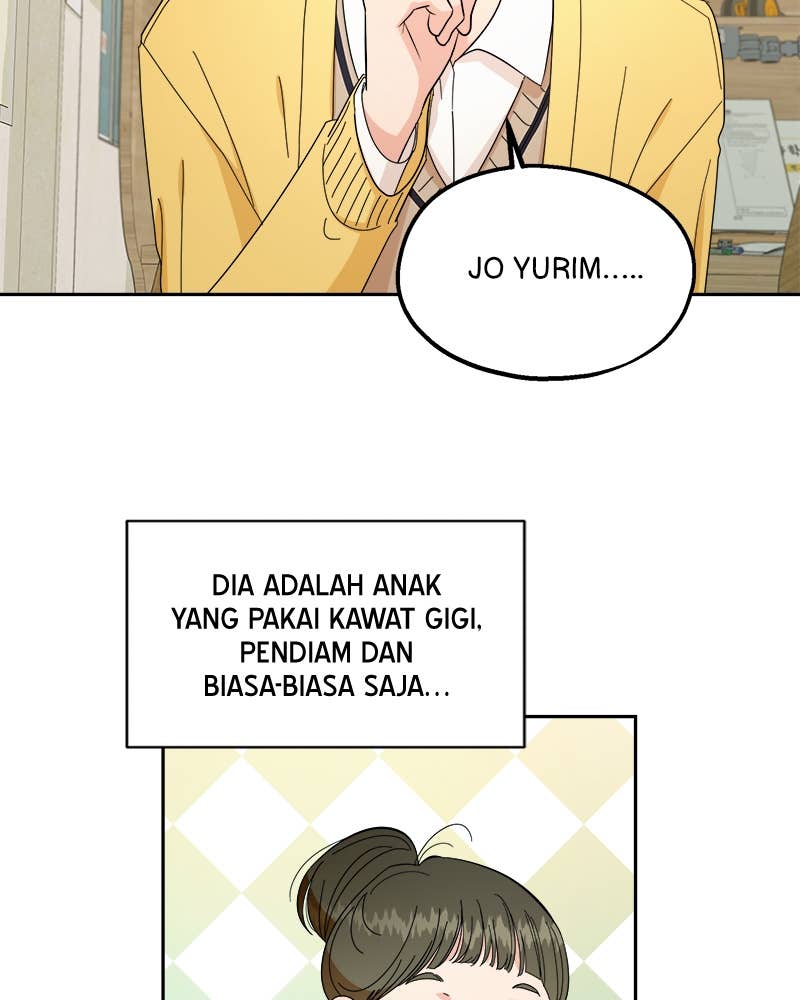 JO YURIM.....
DIA ADALAH ANAK
YANG PAKAI KAWAT GIGI,
PENDIAM DAN
BIASA-BIASA SAJA...